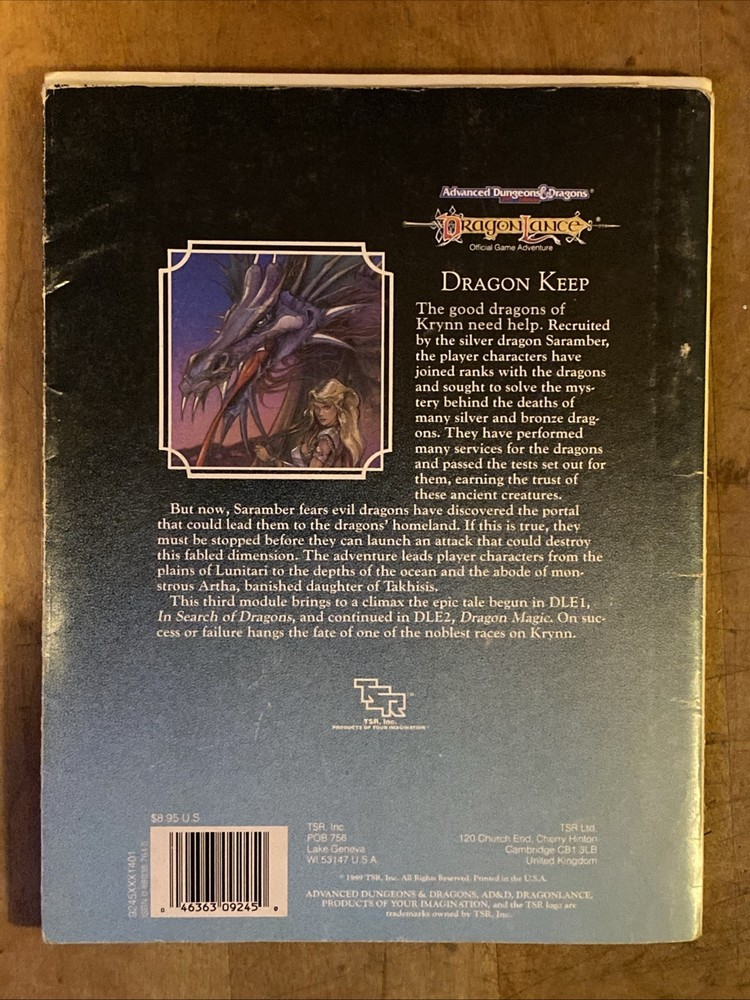 Advanced Dungeons & Dragons®
DRAGONLANCE®
Official Game Adventure
DRAGON KEEP
The good dragons of
Krynn need help. Recruited
by the silver dragon Saramber,
the player characters have
joined ranks with the dragons
and sought to solve the mys-
tery behind the deaths of
many silver and bronze drag-
ons. They have performed
many services for the dragons
and passed the tests set out for
them, earning the trust of
these ancient creatures.
But now, Saramber fears evil dragons have discovered the portal
that could lead them to the dragons' homeland. If this is true, they
must be stopped before they can launch an attack that could destroy
this fabled dimension. The adventure leads player characters from the
plains of Lunitari to the depths of the ocean and the abode of mon-
strous Artha, banished daughter of Takhisis.
This third module brings to a climax the epic tale begun in DLE1,
In Search of Dragons, and continued in DLE2, Dragon Magic. On suc-
cess or failure hangs the fate of one of the noblest races on Krynn.
TSR®
TSR, Inc.
PRODUCTS OF YOUR IMAGINATION™
$8.95 U.S.
9245XXX1401
0 46363 09245 0
TSR, Inc.
POB 756
Lake Geneva
WI 53147 U.S.A.
TSR Ltd.
120 Church End, Cherry Hinton
Cambridge CB1 3LB
United Kingdom
© 1989 TSR, Inc. All Rights Reserved. Printed in the U.S.A.
ADVANCED DUNGEONS & DRAGONS, AD&D, DRAGONLANCE,
PRODUCTS OF YOUR IMAGINATION, and the TSR logo are
trademarks owned by TSR, Inc.